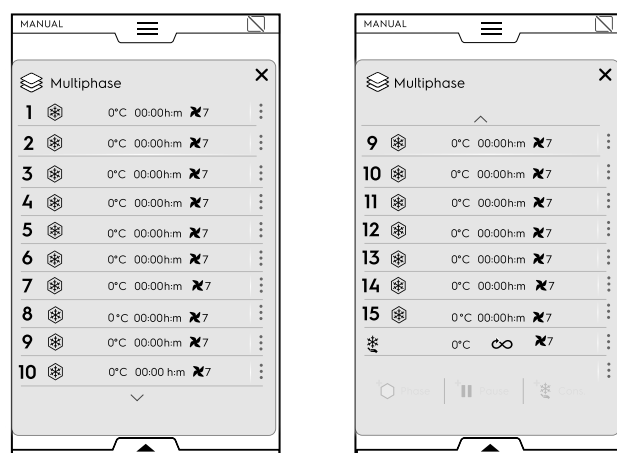 MANUAL
Multiphase
1 0°C 00:00h:m 7
2 0°C 00:00h:m 7
3 0°C 00:00h:m 7
4 0°C 00:00h:m 7
5 0°C 00:00h:m 7
6 0°C 00:00h:m 7
7 0°C 00:00h:m 7
8 0°C 00:00h:m 7
9 0°C 00:00h:m 7
10 0°C 00:00 h:m 7
MANUAL
Multiphase
9 0°C 00:00h:m 7
10 0°C 00:00h:m 7
11 0°C 00:00h:m 7
12 0°C 00:00h:m 7
13 0°C 00:00h:m 7
14 0°C 00:00h:m 7
15 0°C 00:00h:m 7
0°C 7
Phase Pause